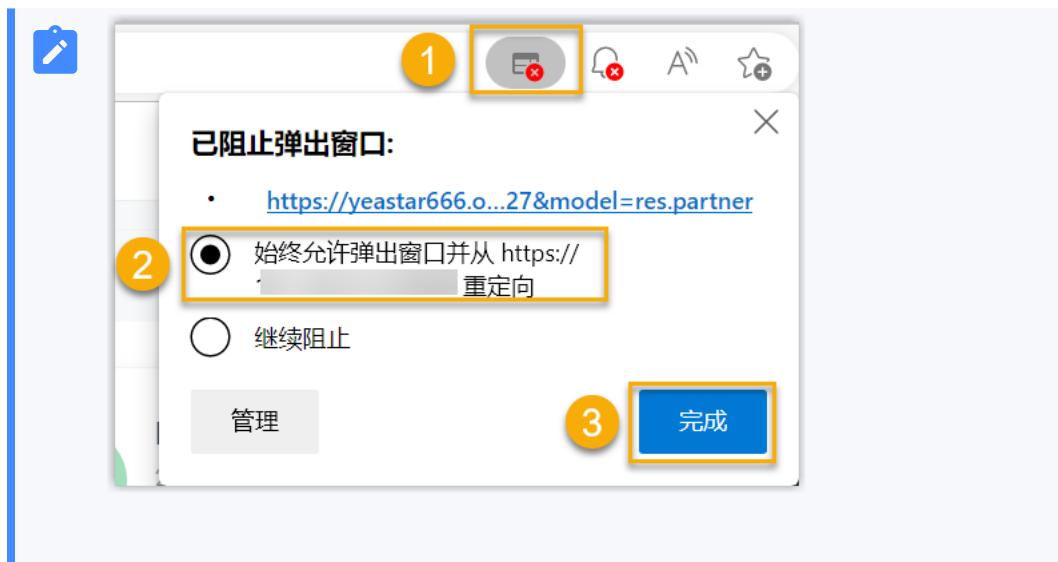 1
已阻止弹出窗口:
• https://yeastar666.o...27&model=res.partner
2
始终允许弹出窗口并从 https://
重定向
继续阻止
管理
3
完成